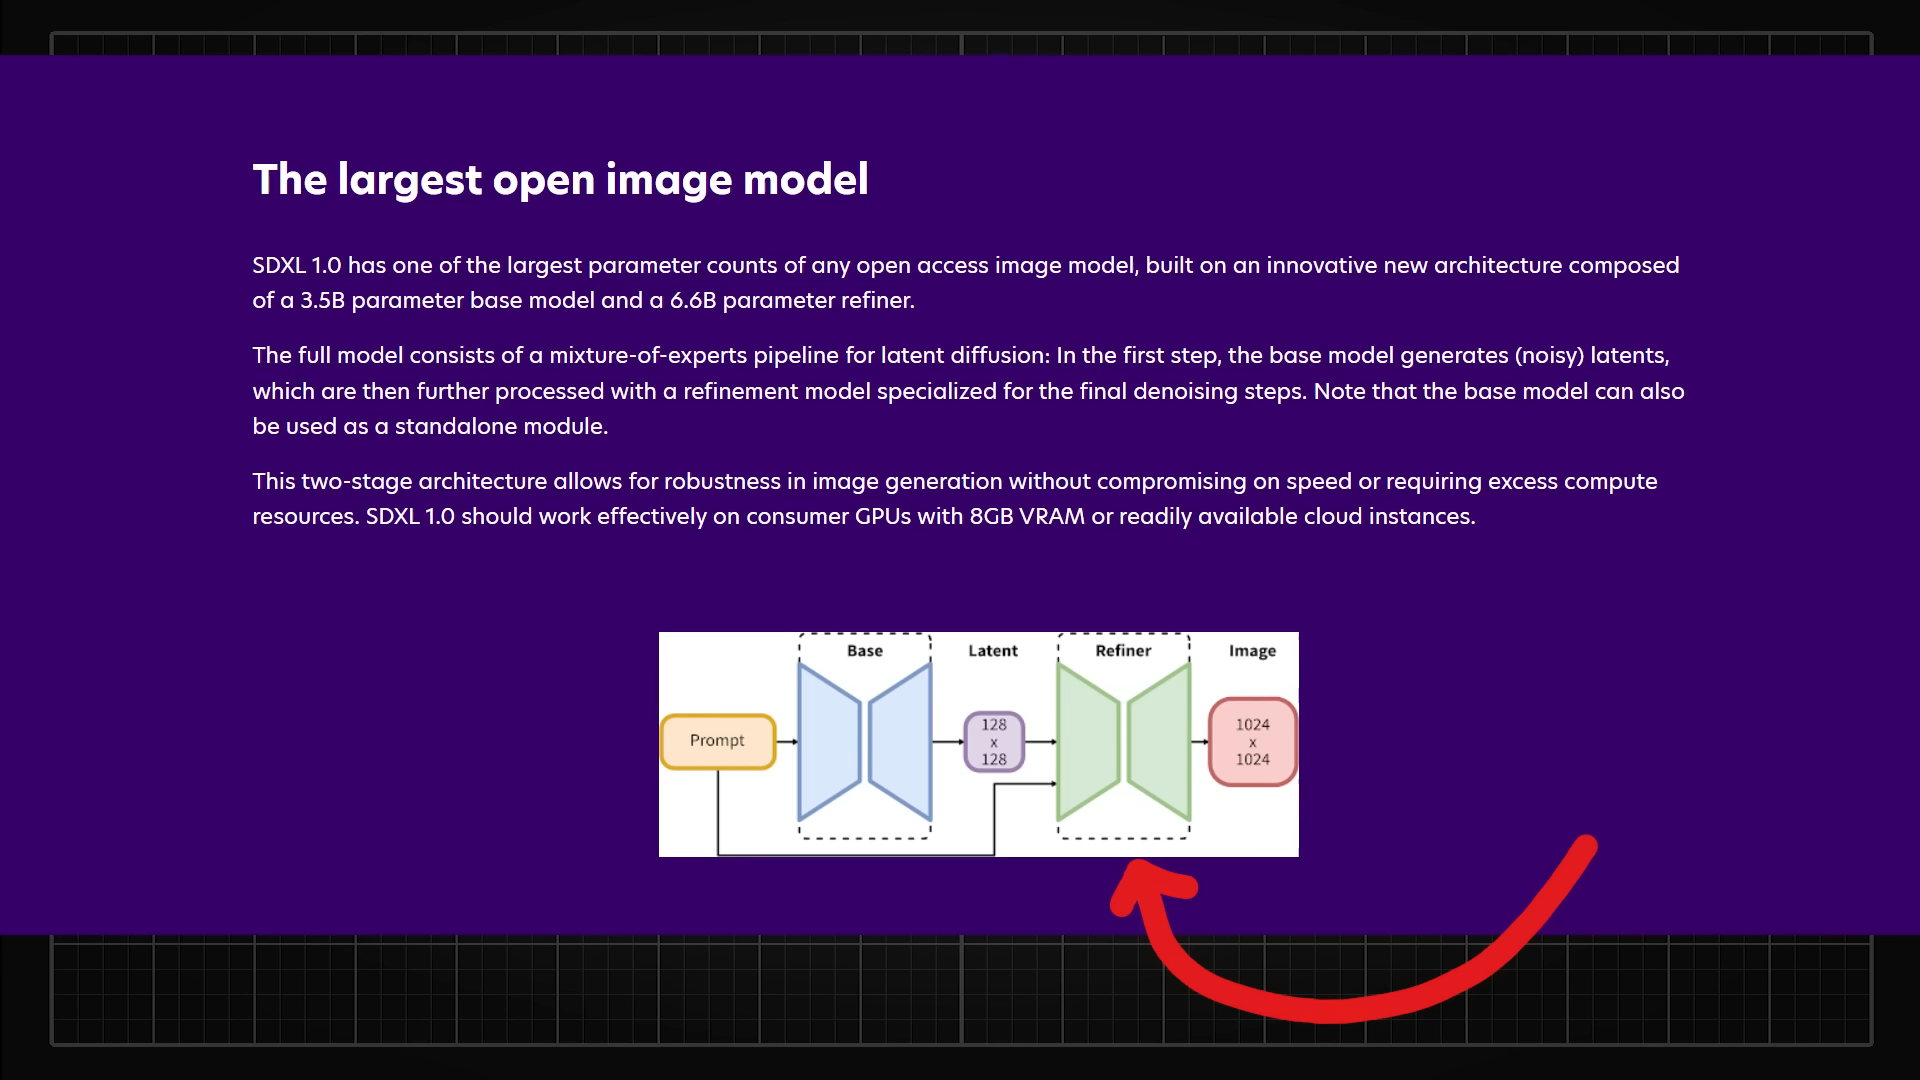 The largest open image model
SDXL 1.0 has one of the largest parameter counts of any open access image model, built on an innovative new architecture composed
of a 3.5B parameter base model and a 6.6B parameter refiner.
The full model consists of a mixture-of-experts pipeline for latent diffusion: In the first step, the base model generates (noisy) latents,
which are then further processed with a refinement model specialized for the final denoising steps. Note that the base model can also
be used as a standalone module.
This two-stage architecture allows for robustness in image generation without compromising on speed or requiring excess compute
resources. SDXL 1.0 should work effectively on consumer GPUs with 8GB VRAM or readily available cloud instances.
Base
Latent
Refiner
Image
Prompt
128
x
128
1024
x
1024